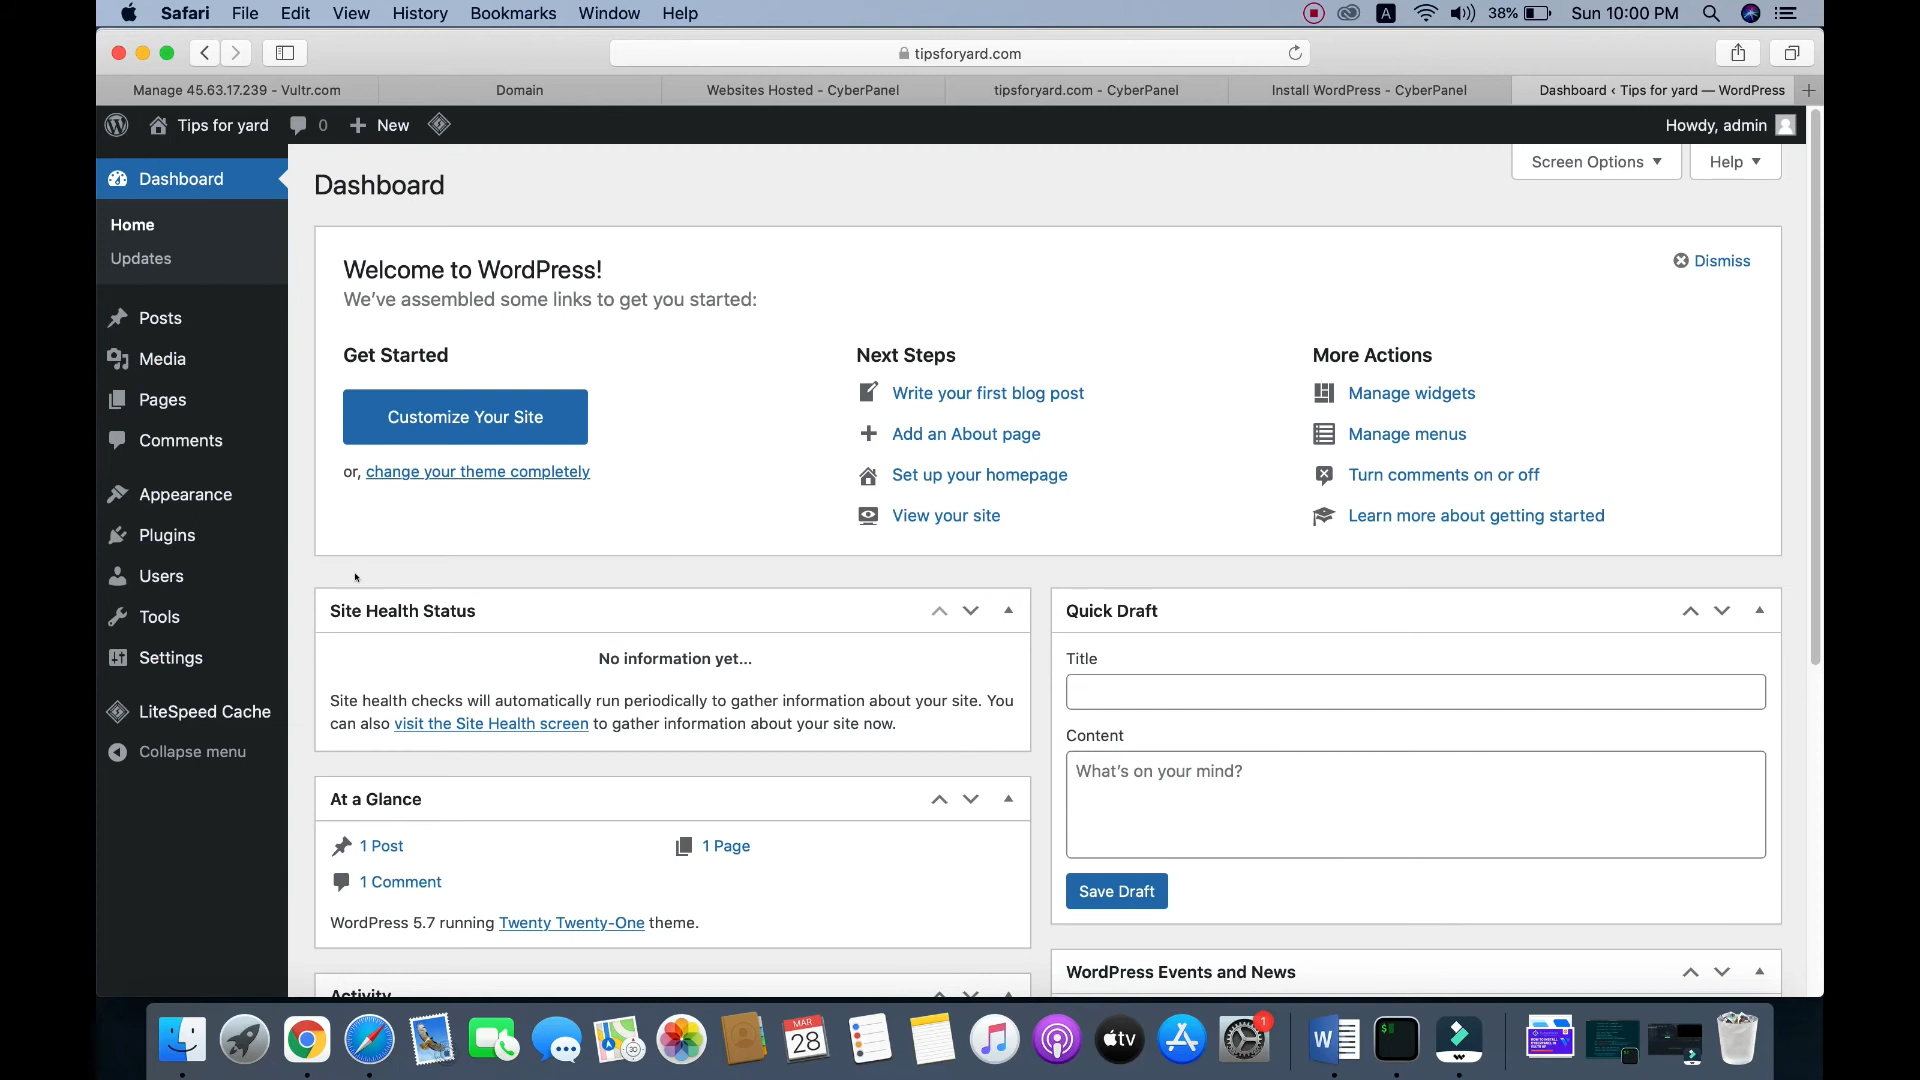 Safari File Edit View History Bookmarks Window Help A 38% Sun 10:00 PM
tipsforyard.com
Manage 45.63.17.239 - Vultr.com Domain Websites Hosted - CyberPanel tipsforyard.com - CyberPanel Install WordPress - CyberPanel Dashboard ‹ Tips for yard — WordPress
Tips for yard 0 New Howdy, admin
Dashboard
Home
Updates
Posts
Media
Pages
Comments
Appearance
Plugins
Users
Tools
Settings
LiteSpeed Cache
Collapse menu
Screen Options Help
Dashboard
Welcome to WordPress! Dismiss
We've assembled some links to get you started:
Get Started
Customize Your Site
or, change your theme completely
Next Steps
Write your first blog post
Add an About page
Set up your homepage
View your site
More Actions
Manage widgets
Manage menus
Turn comments on or off
Learn more about getting started
Site Health Status
No information yet...
Site health checks will automatically run periodically to gather information about your site. You
can also visit the Site Health screen to gather information about your site now.
At a Glance
1 Post 1 Page
1 Comment
WordPress 5.7 running Twenty Twenty-One theme.
Activity
Quick Draft
Title
Content
What's on your mind?
Save Draft
WordPress Events and News
MAR
28
tv
1
W
$